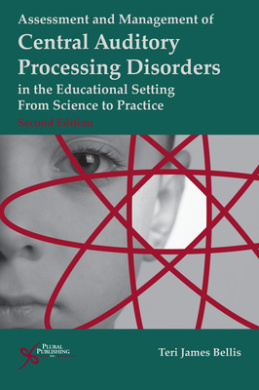 Assessment and Management of
Central Auditory
Processing Disorders
in the Educational Setting
From Science to Practice
Second Edition
Teri James Bellis
PLURAL
PUBLISHING